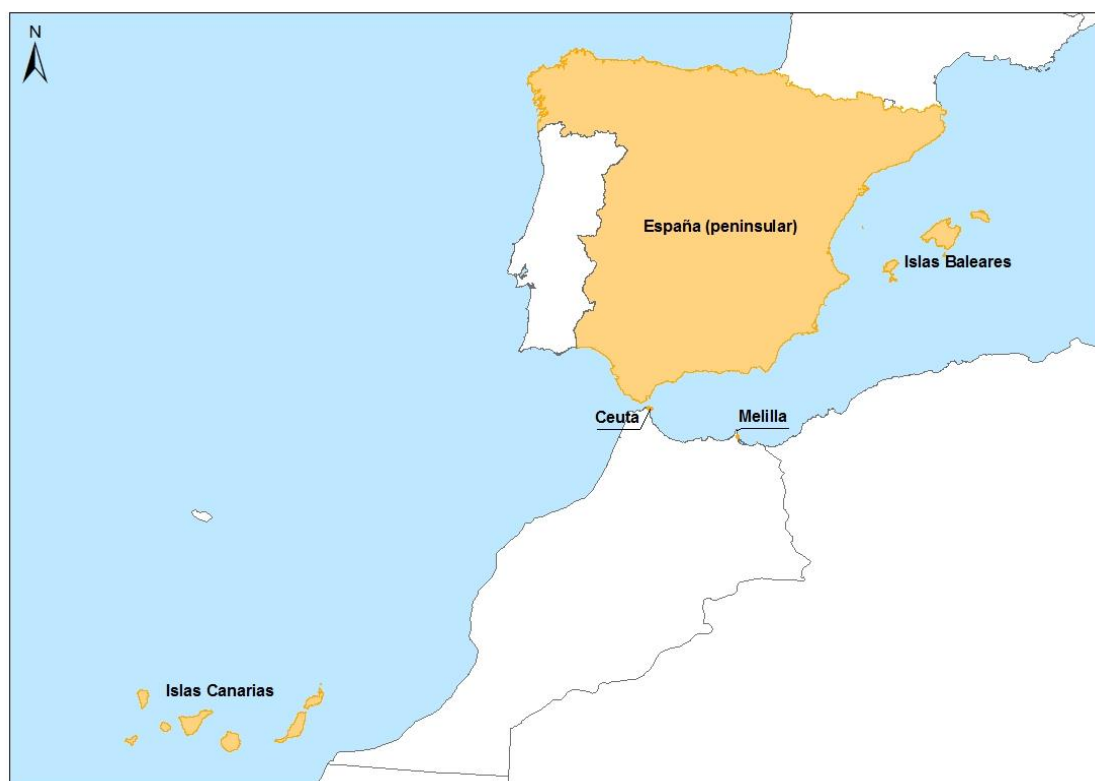 N
España (peninsular)
Islas Baleares
Ceuta
Melilla
Islas Canarias